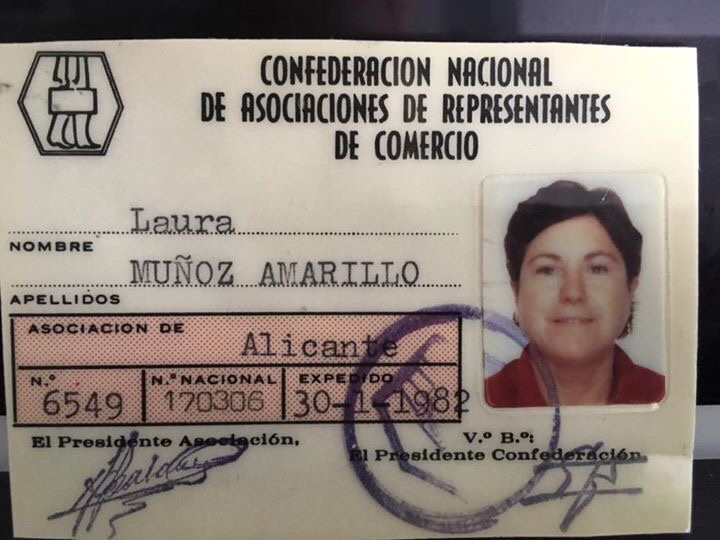 CONFEDERACION NACIONAL
DE ASOCIACIONES DE REPRESENTANTES
DE COMERCIO
Laura
NOMBRE
MUÑOZ AMARILLO
APELLIDOS
ASOCIACION DE
Alicante
N.º N.º NACIONAL EXPEDIDO
6549 170306 30-1-1982
El Presidente Asociación, V.º B.º:
El Presidente Confederación